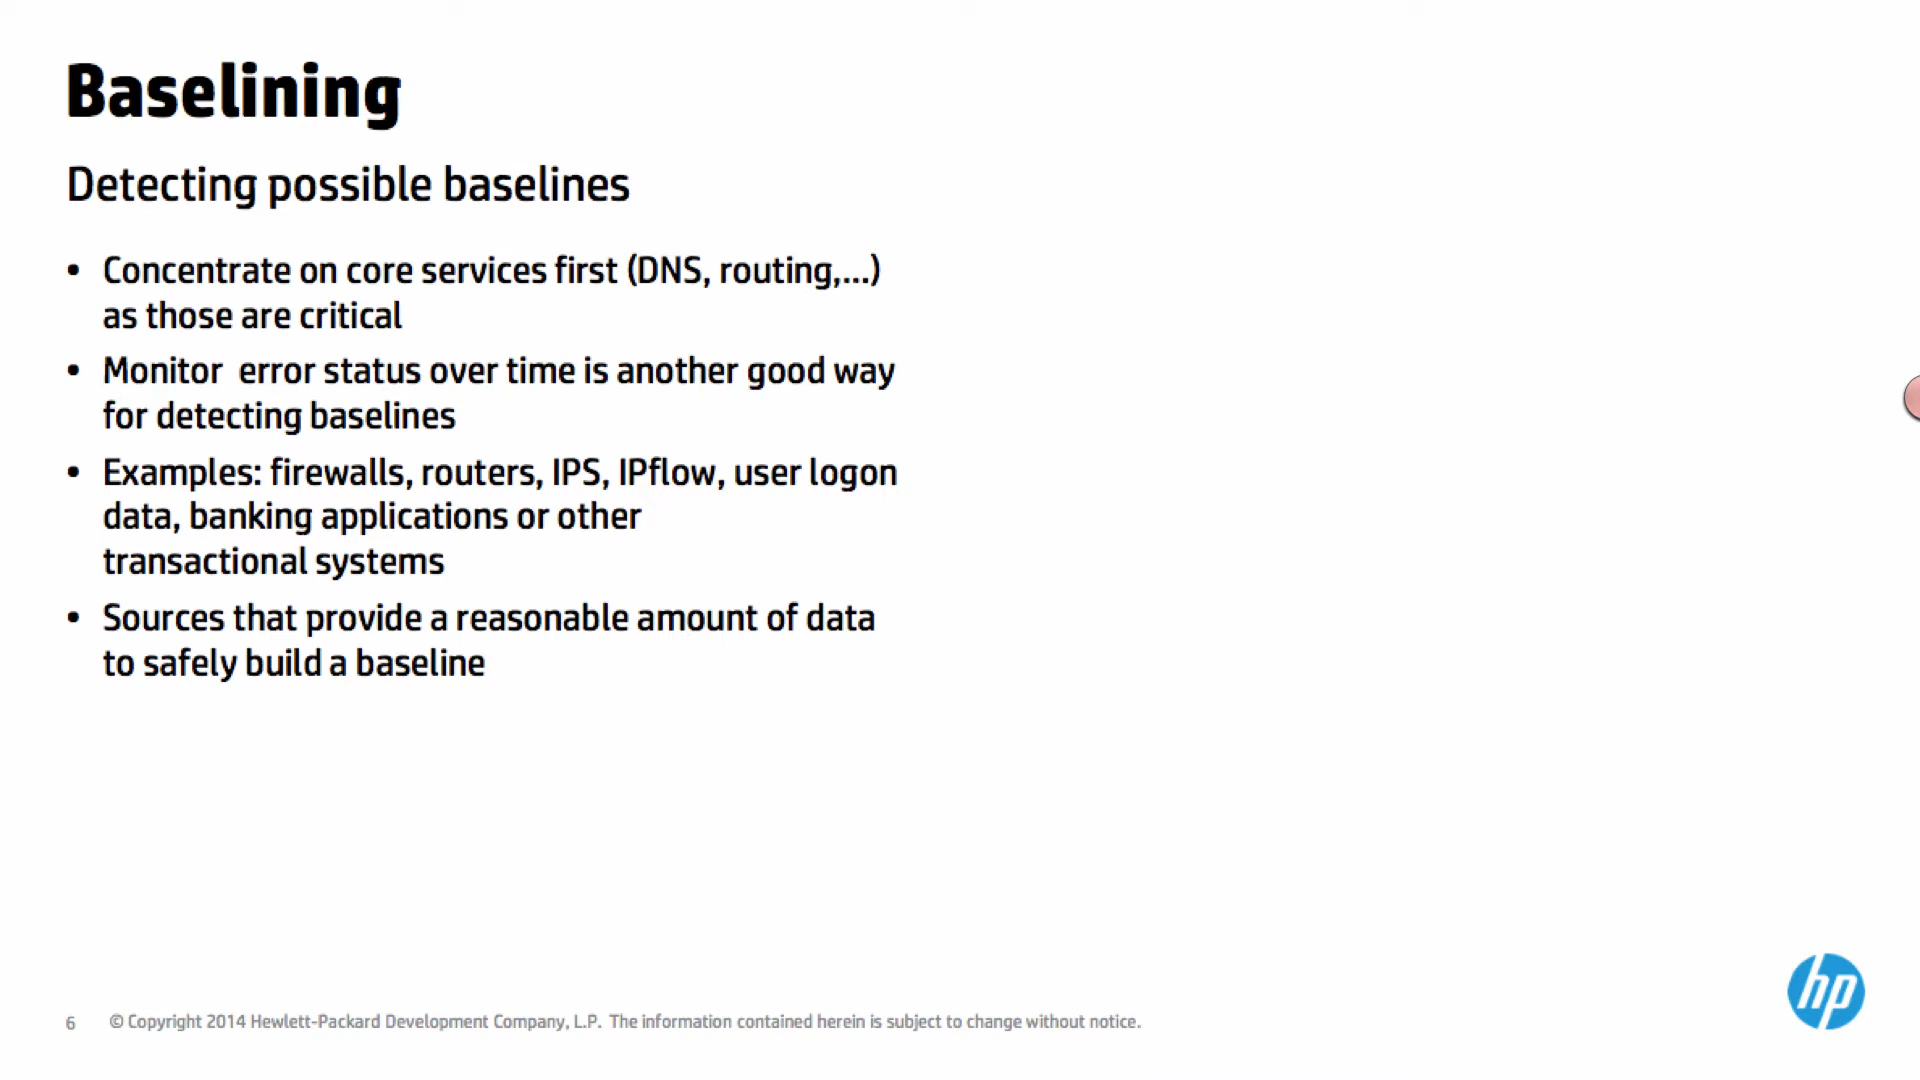 Baselining
Detecting possible baselines
• Concentrate on core services first (DNS, routing,...)
as those are critical
• Monitor  error status over time is another good way
for detecting baselines
• Examples: firewalls, routers, IPS, IPflow, user logon
data, banking applications or other
transactional systems
• Sources that provide a reasonable amount of data
to safely build a baseline
hp
6 © Copyright 2014 Hewlett-Packard Development Company, L.P.  The information contained herein is subject to change without notice.